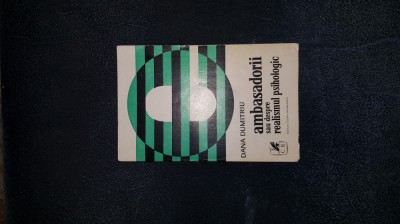 DANA DUMITRIU
ambasadorii
sau despre
realismul psihologic